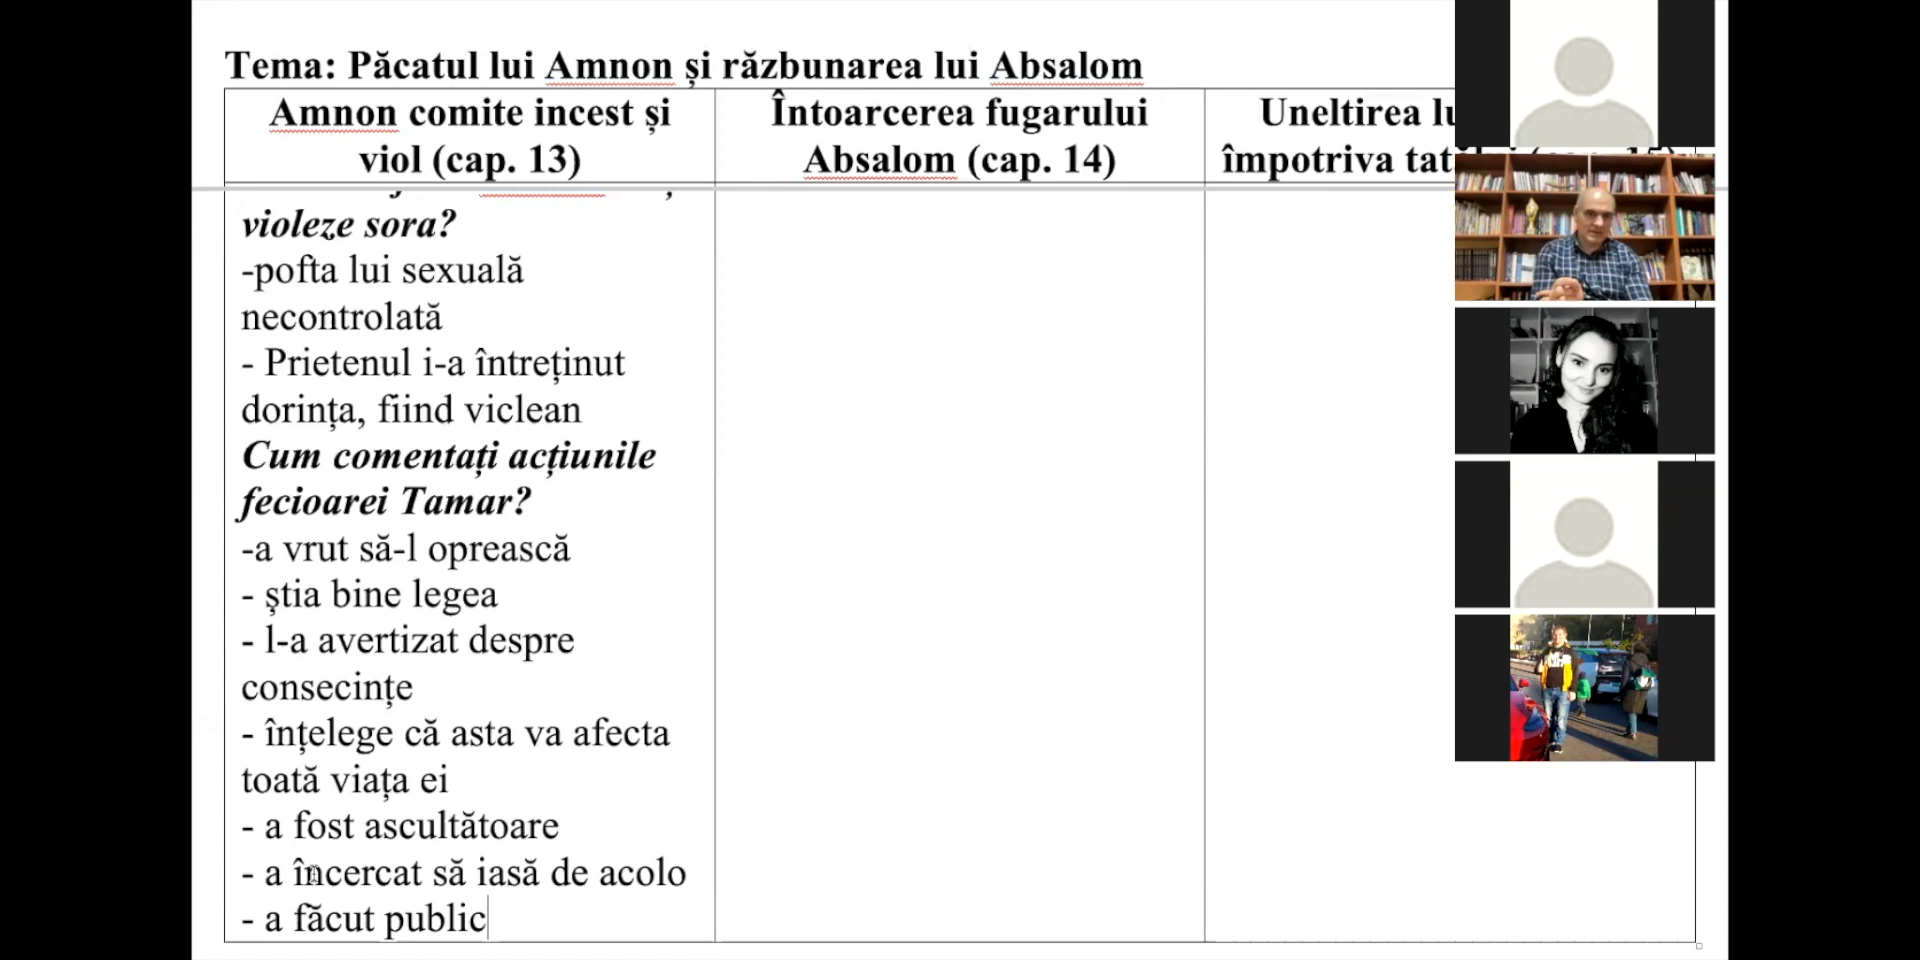 Tema: Păcatul lui Amnon și răzbunarea lui Absalom
Amnon comite incest și
viol (cap. 13)
Întoarcerea fugarului
Absalom (cap. 14)
Uneltirea
împotriva
violeze sora?
-pofta lui sexuală
necontrolată
- Prietenul i-a întreținut
dorința, fiind viclean
Cum comentați acțiunile
fecioarei Tamar?
-a vrut să-l oprească
- știa bine legea
- l-a avertizat despre
consecințe
- înțelege că asta va afecta
toată viața ei
- a fost ascultătoare
- a încercat să iasă de acolo
- a făcut public